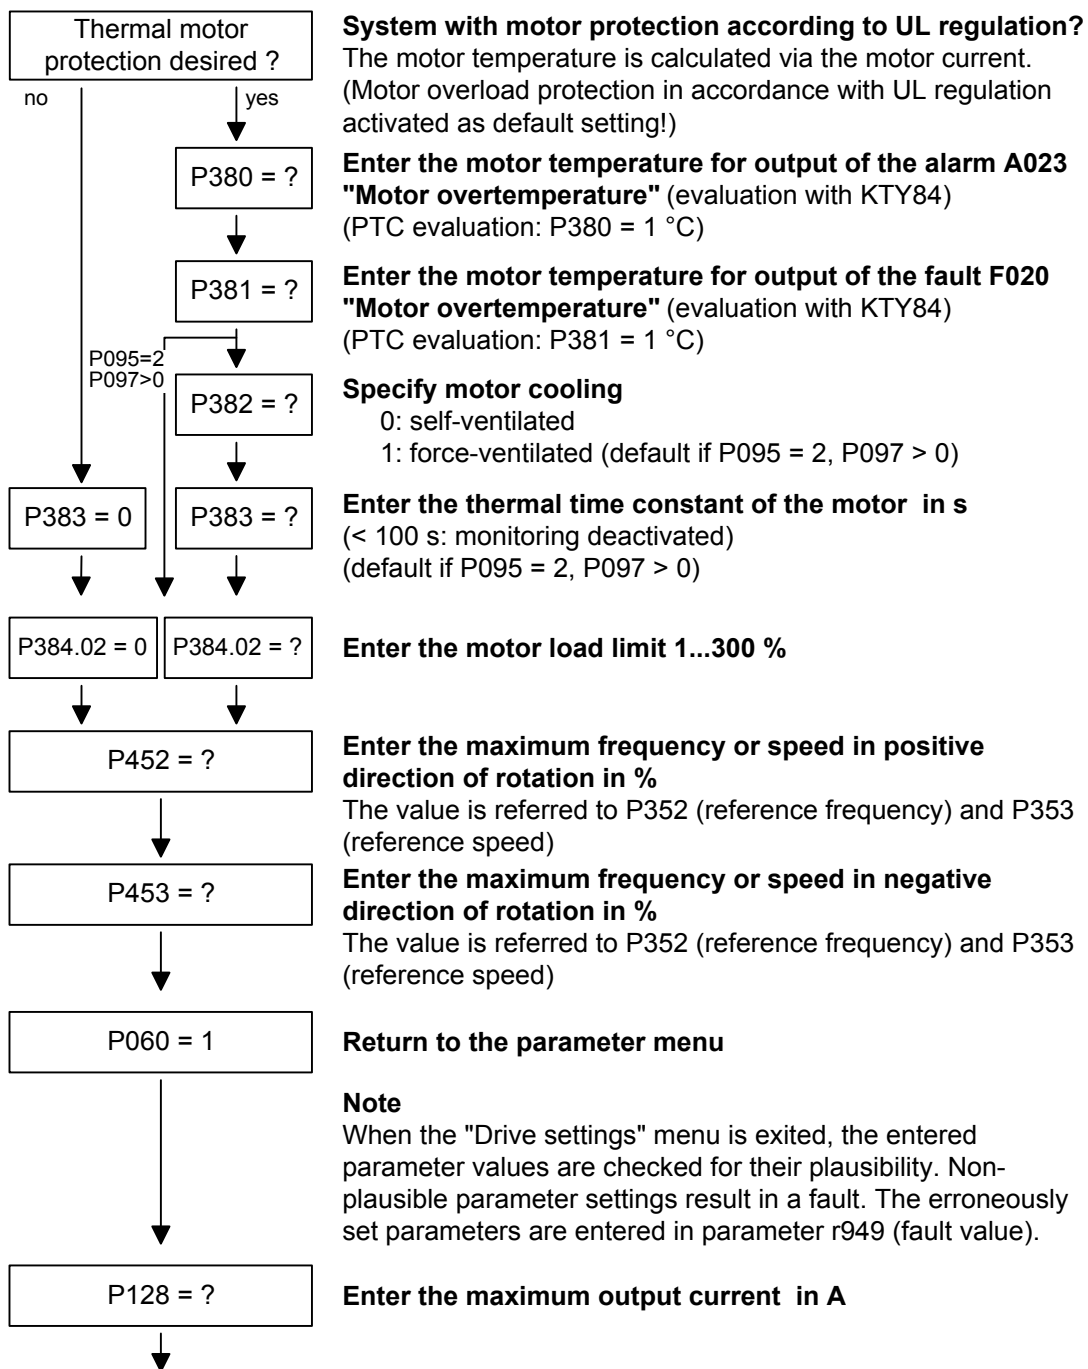 Thermal motor
protection desired ?
no
yes
System with motor protection according to UL regulation?
The motor temperature is calculated via the motor current.
(Motor overload protection in accordance with UL regulation
activated as default setting!)
P380 = ?
Enter the motor temperature for output of the alarm A023
"Motor overtemperature" (evaluation with KTY84)
(PTC evaluation: P380 = 1 °C)
P381 = ?
Enter the motor temperature for output of the fault F020
"Motor overtemperature" (evaluation with KTY84)
(PTC evaluation: P381 = 1 °C)
P095=2
P097>0
P382 = ?
Specify motor cooling
0: self-ventilated
1: force-ventilated (default if P095 = 2, P097 > 0)
P383 = 0
P383 = ?
Enter the thermal time constant of the motor  in s
(< 100 s: monitoring deactivated)
(default if P095 = 2, P097 > 0)
P384.02 = 0
P384.02 = ?
Enter the motor load limit 1...300 %
P452 = ?
Enter the maximum frequency or speed in positive
direction of rotation in %
The value is referred to P352 (reference frequency) and P353
(reference speed)
P453 = ?
Enter the maximum frequency or speed in negative
direction of rotation in %
The value is referred to P352 (reference frequency) and P353
(reference speed)
P060 = 1
Return to the parameter menu
Note
When the "Drive settings" menu is exited, the entered
parameter values are checked for their plausibility. Non-
plausible parameter settings result in a fault. The erroneously
set parameters are entered in parameter r949 (fault value).
P128 = ?
Enter the maximum output current  in A